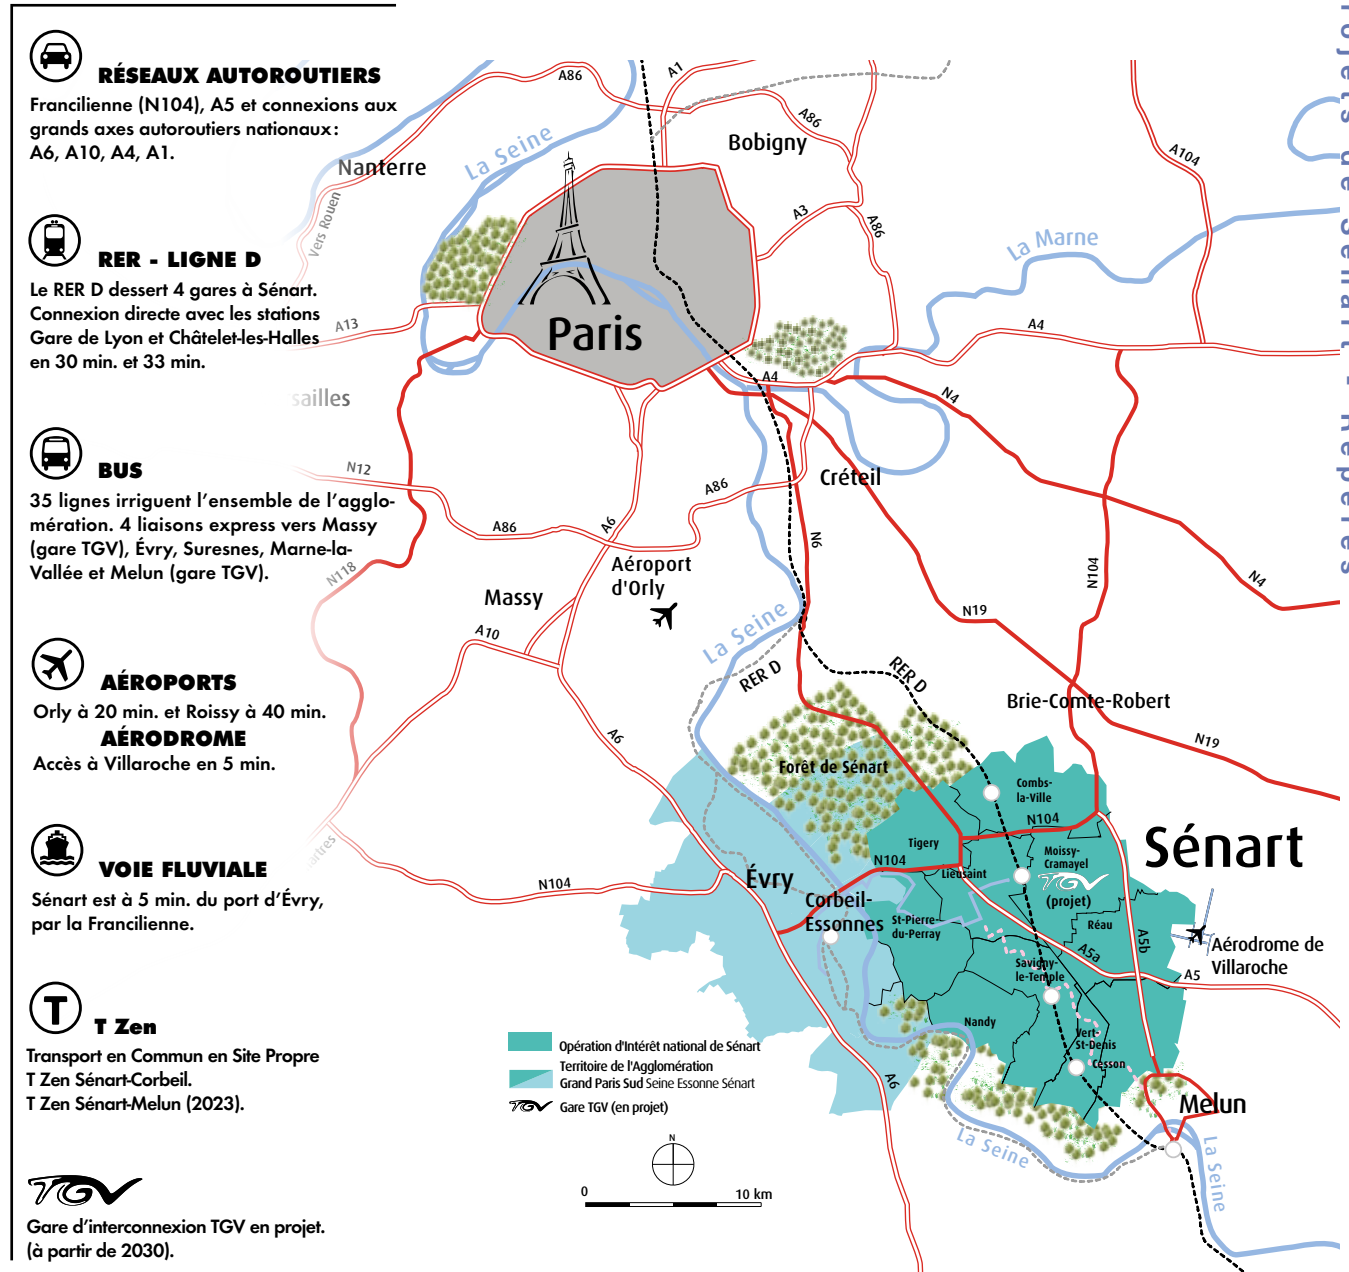 RÉSEAUX AUTOROUTIERS
Francilienne (N104), A5 et connexions aux
grands axes autoroutiers nationaux :
A6, A10, A4, A1.
RER - LIGNE D
Le RER D dessert 4 gares à Sénart.
Connexion directe avec les stations
Gare de Lyon et Châtelet-les-Halles
en 30 min. et 33 min.
BUS
35 lignes irriguent l’ensemble de l’agglo-
mération. 4 liaisons express vers Massy
(gare TGV), Évry, Suresnes, Marne-la-
Vallée et Melun (gare TGV).
AÉROPORTS
Orly à 20 min. et Roissy à 40 min.
AÉRODROME
Accès à Villaroche en 5 min.
VOIE FLUVIALE
Sénart est à 5 min. du port d’Évry,
par la Francilienne.
T
T Zen
Transport en Commun en Site Propre
T Zen Sénart-Corbeil.
T Zen Sénart-Melun (2023).
TGV
Gare d’interconnexion TGV en projet.
(à partir de 2030).
A86
A1
A86
Bobigny
La Seine
Nanterre
A104
Vers Rouen
A3
A86
La Marne
A13
Paris
A4
A4
N4
sailles
N12
A86
Créteil
A86
A6
N6
N118
Aéroport
d'Orly
N104
N4
Massy
La Seine
N19
A10
RER D
RER D
Brie-Comte-Robert
A6
N19
Forêt de Sénart
Combs-
la-Ville
N104
Tigery
Sénart
Moissy-
Cramayel
N104
Lieusaint
TGV
(projet)
Évry
N104
Corbeil-
Essonnes
St-Pierre-
du-Perray
Réau
A5b
A5a
Aérodrome de
Villaroche
Savigny-
le-Temple
A5
Nandy
Vert-
St-Denis
Cesson
A6
Melun
La Seine
La Seine
Opération d'Intérêt national de Sénart
Territoire de l'Agglomération
Grand Paris Sud Seine Essonne Sénart
TGV Gare TGV (en projet)
N
0 10 km
rojets de Sénart - Repères